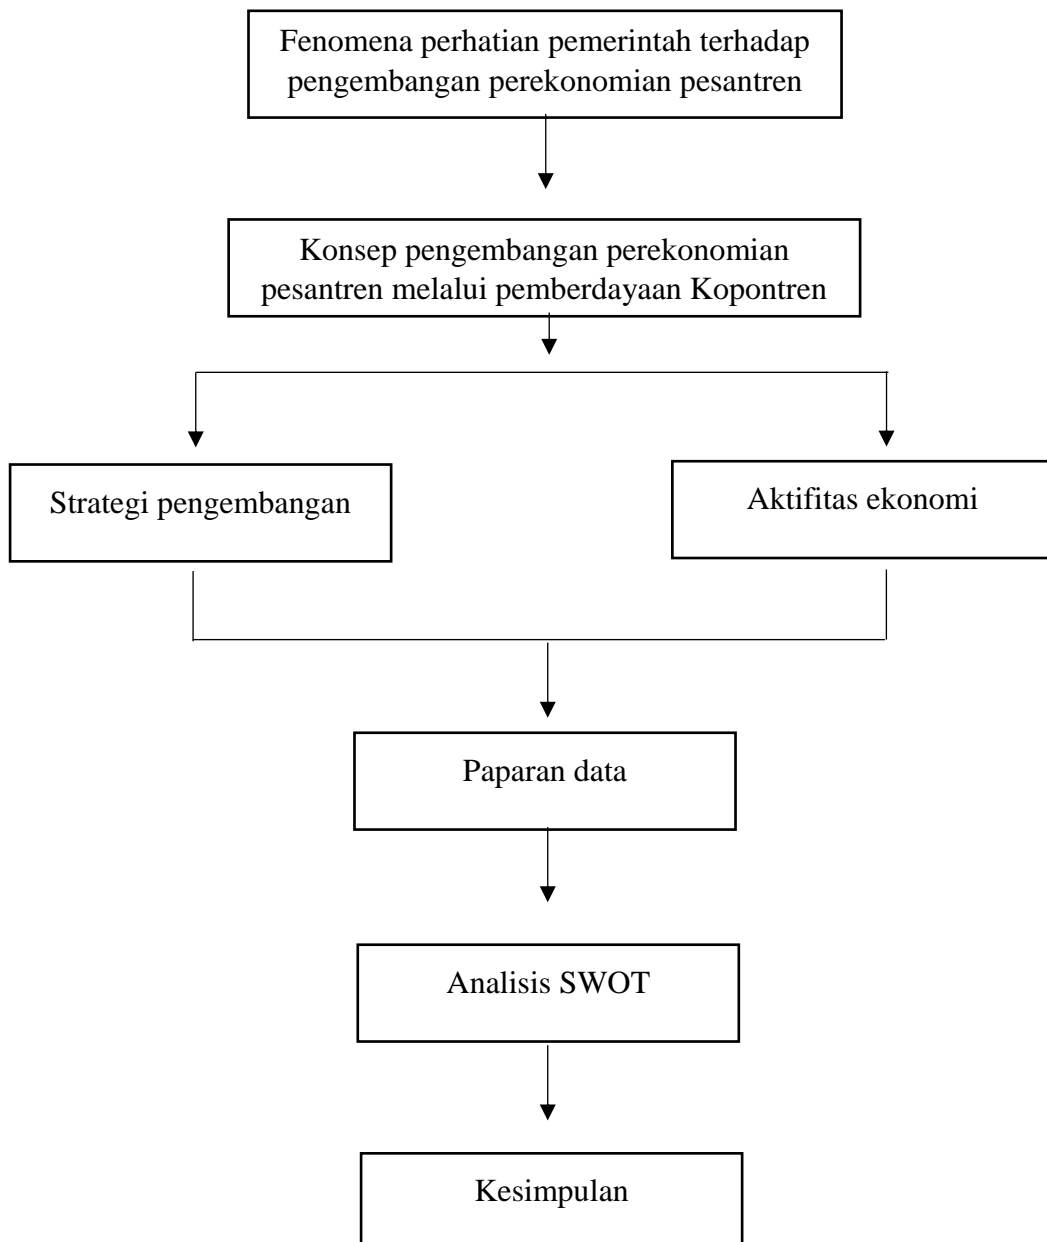 Fenomena perhatian pemerintah terhadap
pengembangan perekonomian pesantren
Konsep pengembangan perekonomian
pesantren melalui pemberdayaan Kopontren
Strategi pengembangan
Aktifitas ekonomi
Paparan data
Analisis SWOT
Kesimpulan